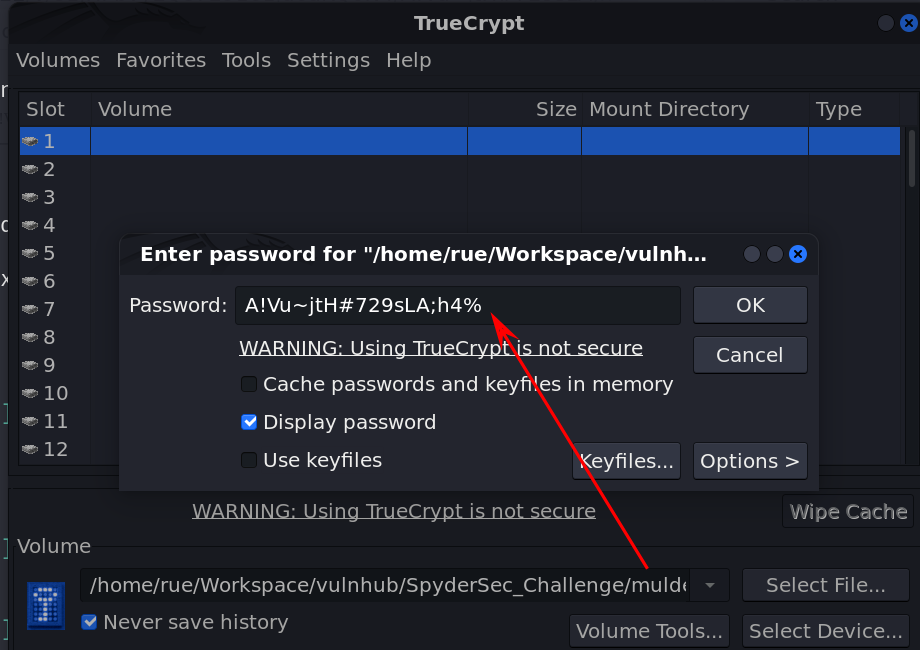 TrueCrypt
Volumes Favorites Tools Settings Help
Slot Volume Size Mount Directory Type
1
2
3
4
5
6
7
8
9
10
11
12
Enter password for "/home/rue/Workspace/vulnh...
Password: A!Vu~jtH#729sLA;h4% OK
WARNING: Using TrueCrypt is not secure
Cancel
Cache passwords and keyfiles in memory
Display password
Use keyfiles Keyfiles... Options >
WARNING: Using TrueCrypt is not secure Wipe Cache
Volume
/home/rue/Workspace/vulnhub/SpyderSec_Challenge/mulde Select File...
Never save history
Volume Tools... Select Device...